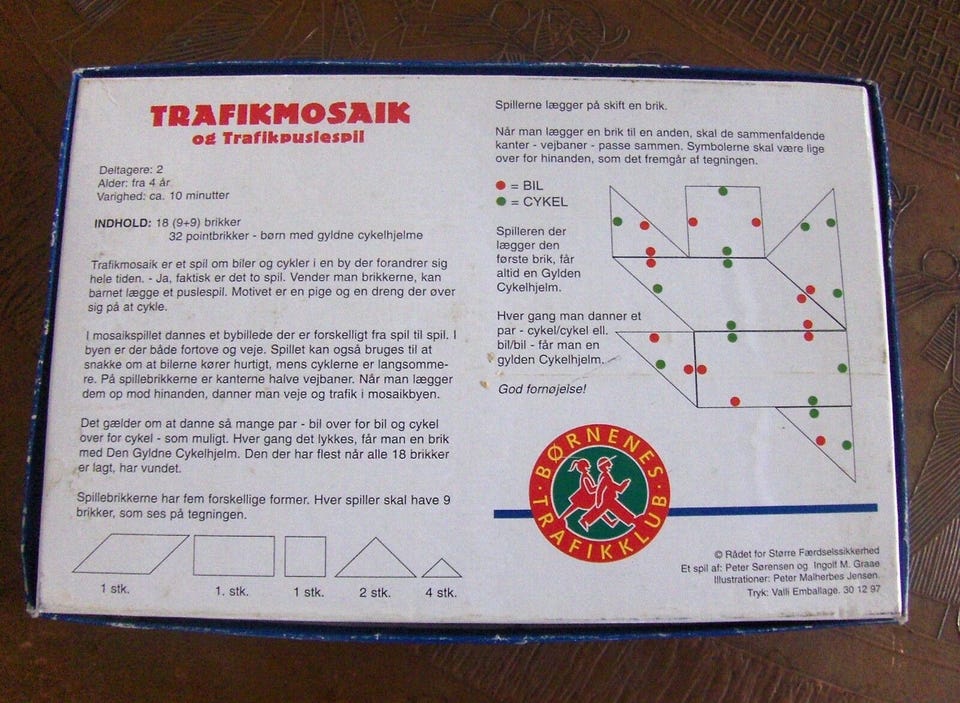 TRAFIKMOSAIK
og Trafikpuslespil
Deltagere: 2
Alder: fra 4 år
Varighed: ca. 10 minutter
INDHOLD: 18 (9+9) brikker
32 pointbrikker - børn med gyldne cykelhjelme
Trafikmosaik er et spil om biler og cykler i en by der forandrer sig
hele tiden. - Ja, faktisk er det to spil. Vender man brikkerne, kan
barnet lægge et puslespil. Motivet er en pige og en dreng der øver
sig på at cykle.
I mosaikspillet dannes et bybillede der er forskelligt fra spil til spil. I
byen er der både fortove og veje. Spillet kan også bruges til at
snakke om at bilerne kører hurtigt, mens cyklerne er langsomme-
re. På spillebrikkerne er kanterne halve vejbaner. Når man lægger
dem op mod hinanden, danner man veje og trafik i mosaikbyen.
Det gælder om at danne så mange par - bil over for bil og cykel
over for cykel - som muligt. Hver gang det lykkes, får man en brik
med Den Gyldne Cykelhjelm. Den der har flest når alle 18 brikker
er lagt, har vundet.
Spillebrikkerne har fem forskellige former. Hver spiller skal have 9
brikker, som ses på tegningen.
1 stk.
1. stk.
1 stk.
2 stk.
4 stk.
Spillerne lægger på skift en brik.
Når man lægger en brik til en anden, skal de sammenfaldende
kanter - vejbaner - passe sammen. Symbolerne skal være lige
over for hinanden, som det fremgår af tegningen.
= BIL
= CYKEL
Spilleren der
lægger den
første brik, får
altid en Gylden
Cykelhjelm.
Hver gang man danner et
par - cykel/cykel ell.
bil/bil - får man en
gylden Cykelhjelm.
God fornøjelse!
BØRNENES
TRAFIKKLUB
© Rådet for Større Færdselssikkerhed
Et spil af: Peter Sørensen og Ingolf M. Graae
Illustrationer: Peter Malherbes Jensen.
Tryk: Valli Emballage. 30 12 97